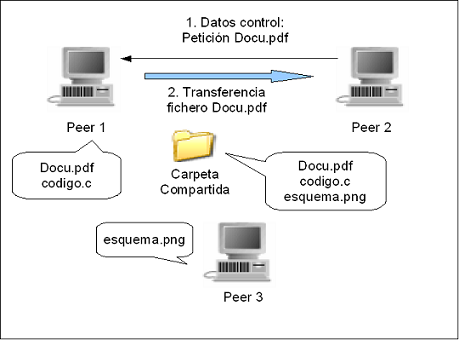 1. Datos control:
Petición Docu.pdf
2. Transferencia
fichero Docu.pdf
Peer 1
Peer 2
Docu.pdf
codigo.c
Carpeta
Compartida
Docu.pdf
codigo.c
esquema.png
esquema.png
Peer 3